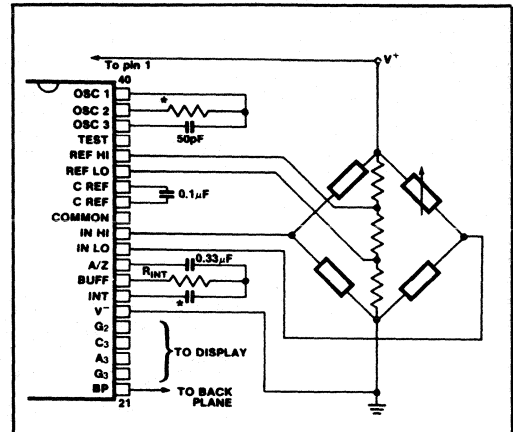 To pin 1
V+
40
OSC 1
OSC 2
*
OSC 3
50pF
TEST
REF HI
REF LO
C REF
0.1µF
C REF
COMMON
IN HI
IN LO
A/Z
0.33µF
BUFF
RINT
INT
*
V−
G2
C3
TO DISPLAY
A3
G3
BP
TO BACK
PLANE
21